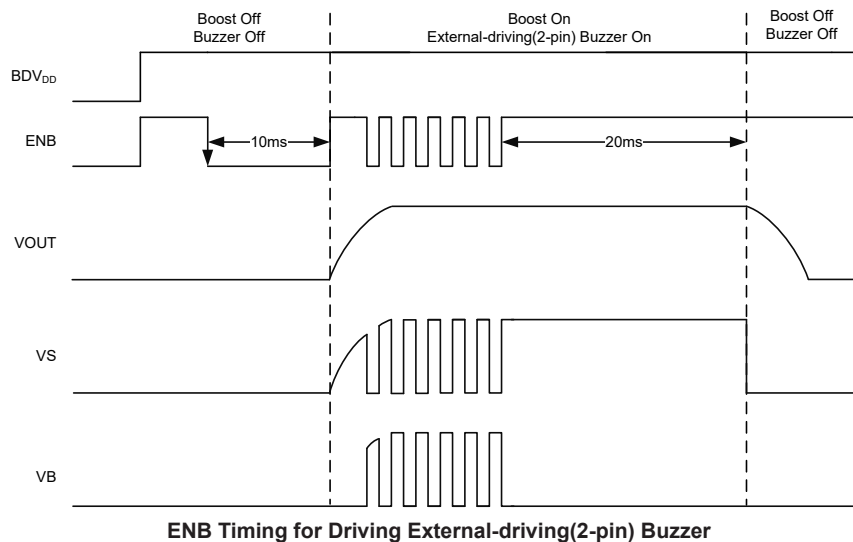 Boost Off
Buzzer Off
Boost On
External-driving(2-pin) Buzzer On
Boost Off
Buzzer Off
BDVDD
ENB
10ms
20ms
VOUT
VS
VB
ENB Timing for Driving External-driving(2-pin) Buzzer